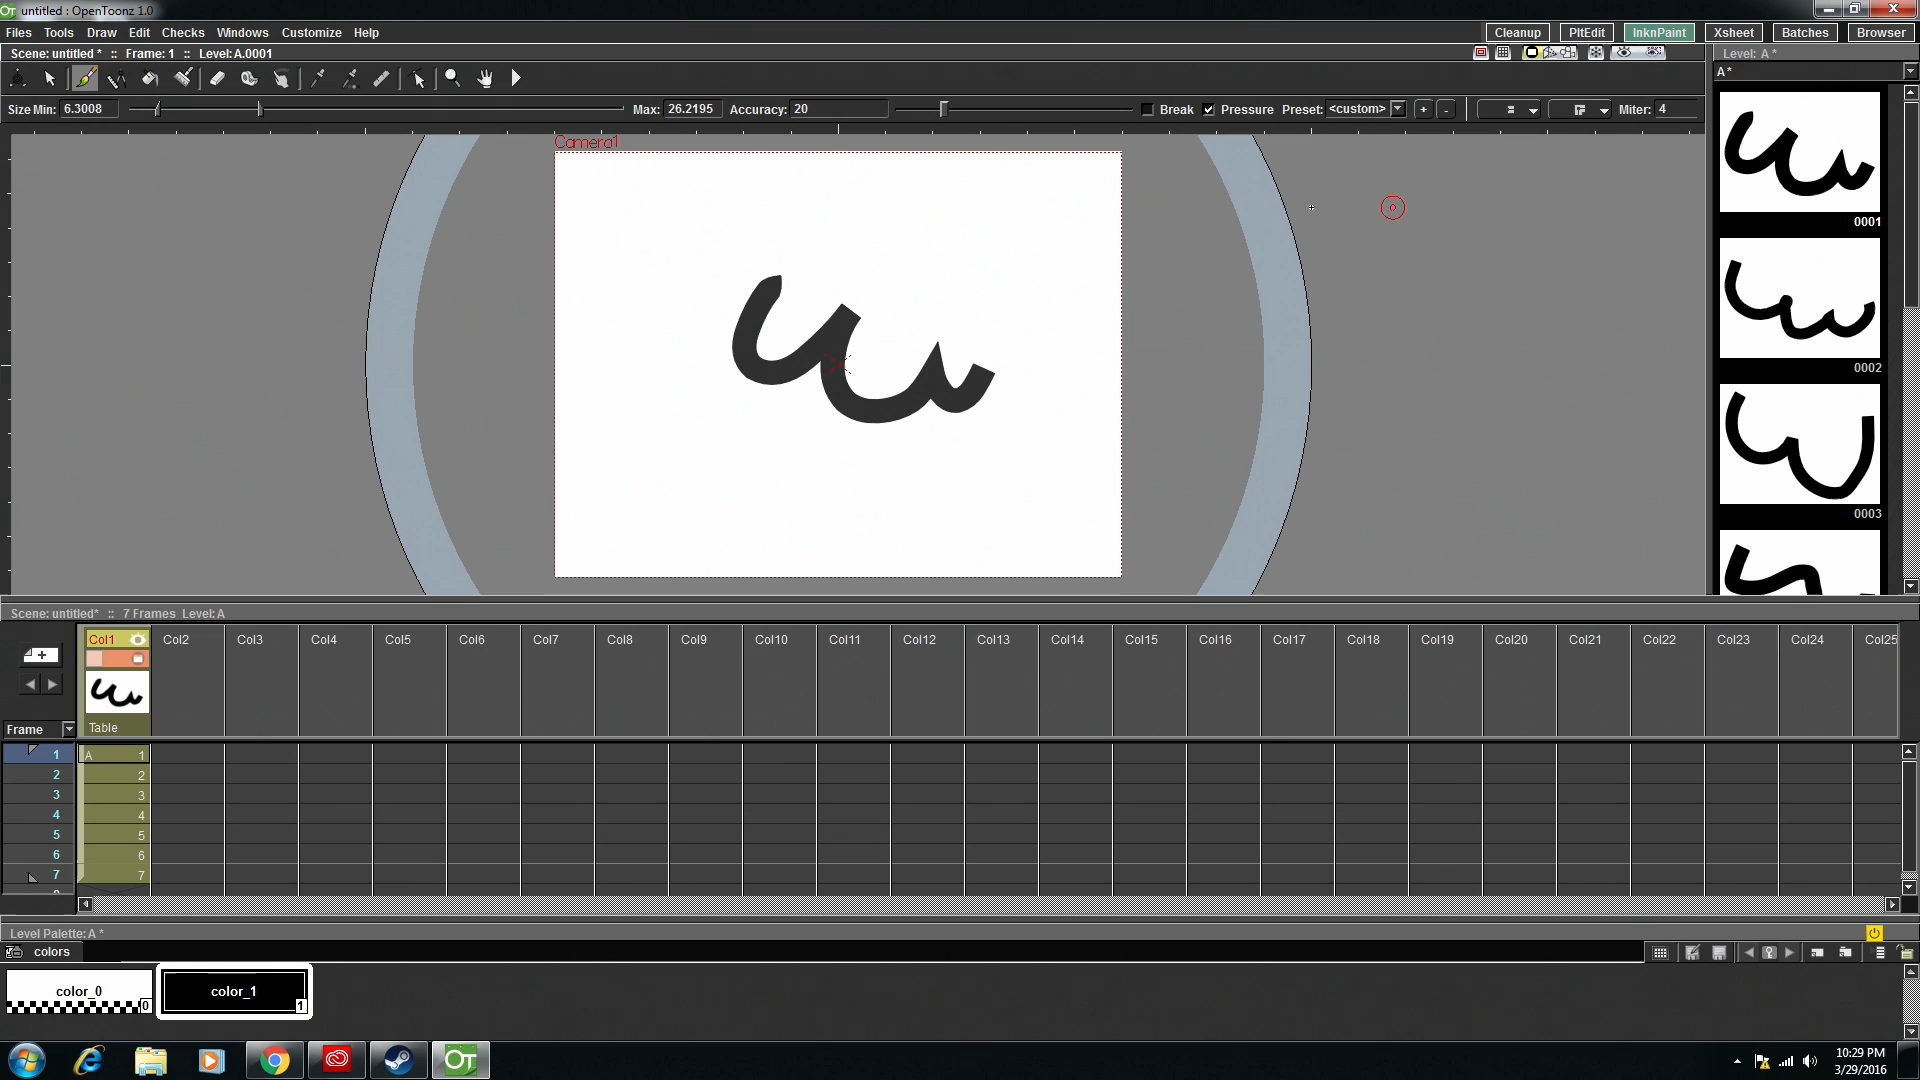 untitled : OpenToonz 1.0
Files Tools Draw Edit Checks Windows Customize Help
Cleanup PltEdit InknPaint Xsheet Batches Browser
Scene: untitled * :: Frame: 1 :: Level: A.0001
Level: A *
A *
Size Min: 6.3008 Max: 26.2195 Accuracy: 20 Break Pressure Preset: <custom> + - Miter: 4
Camera1
0001
0002
0003
Scene: untitled* :: 7 Frames Level: A
Col1 Col2 Col3 Col4 Col5 Col6 Col7 Col8 Col9 Col10 Col11 Col12 Col13 Col14 Col15 Col16 Col17 Col18 Col19 Col20 Col21 Col22 Col23 Col24 Col25
Frame Table
1 A 1
2 2
3 3
4 4
5 5
6 6
7 7
Level Palette: A *
colors
color_0 0
color_1 1
OT
10:29 PM
3/29/2016